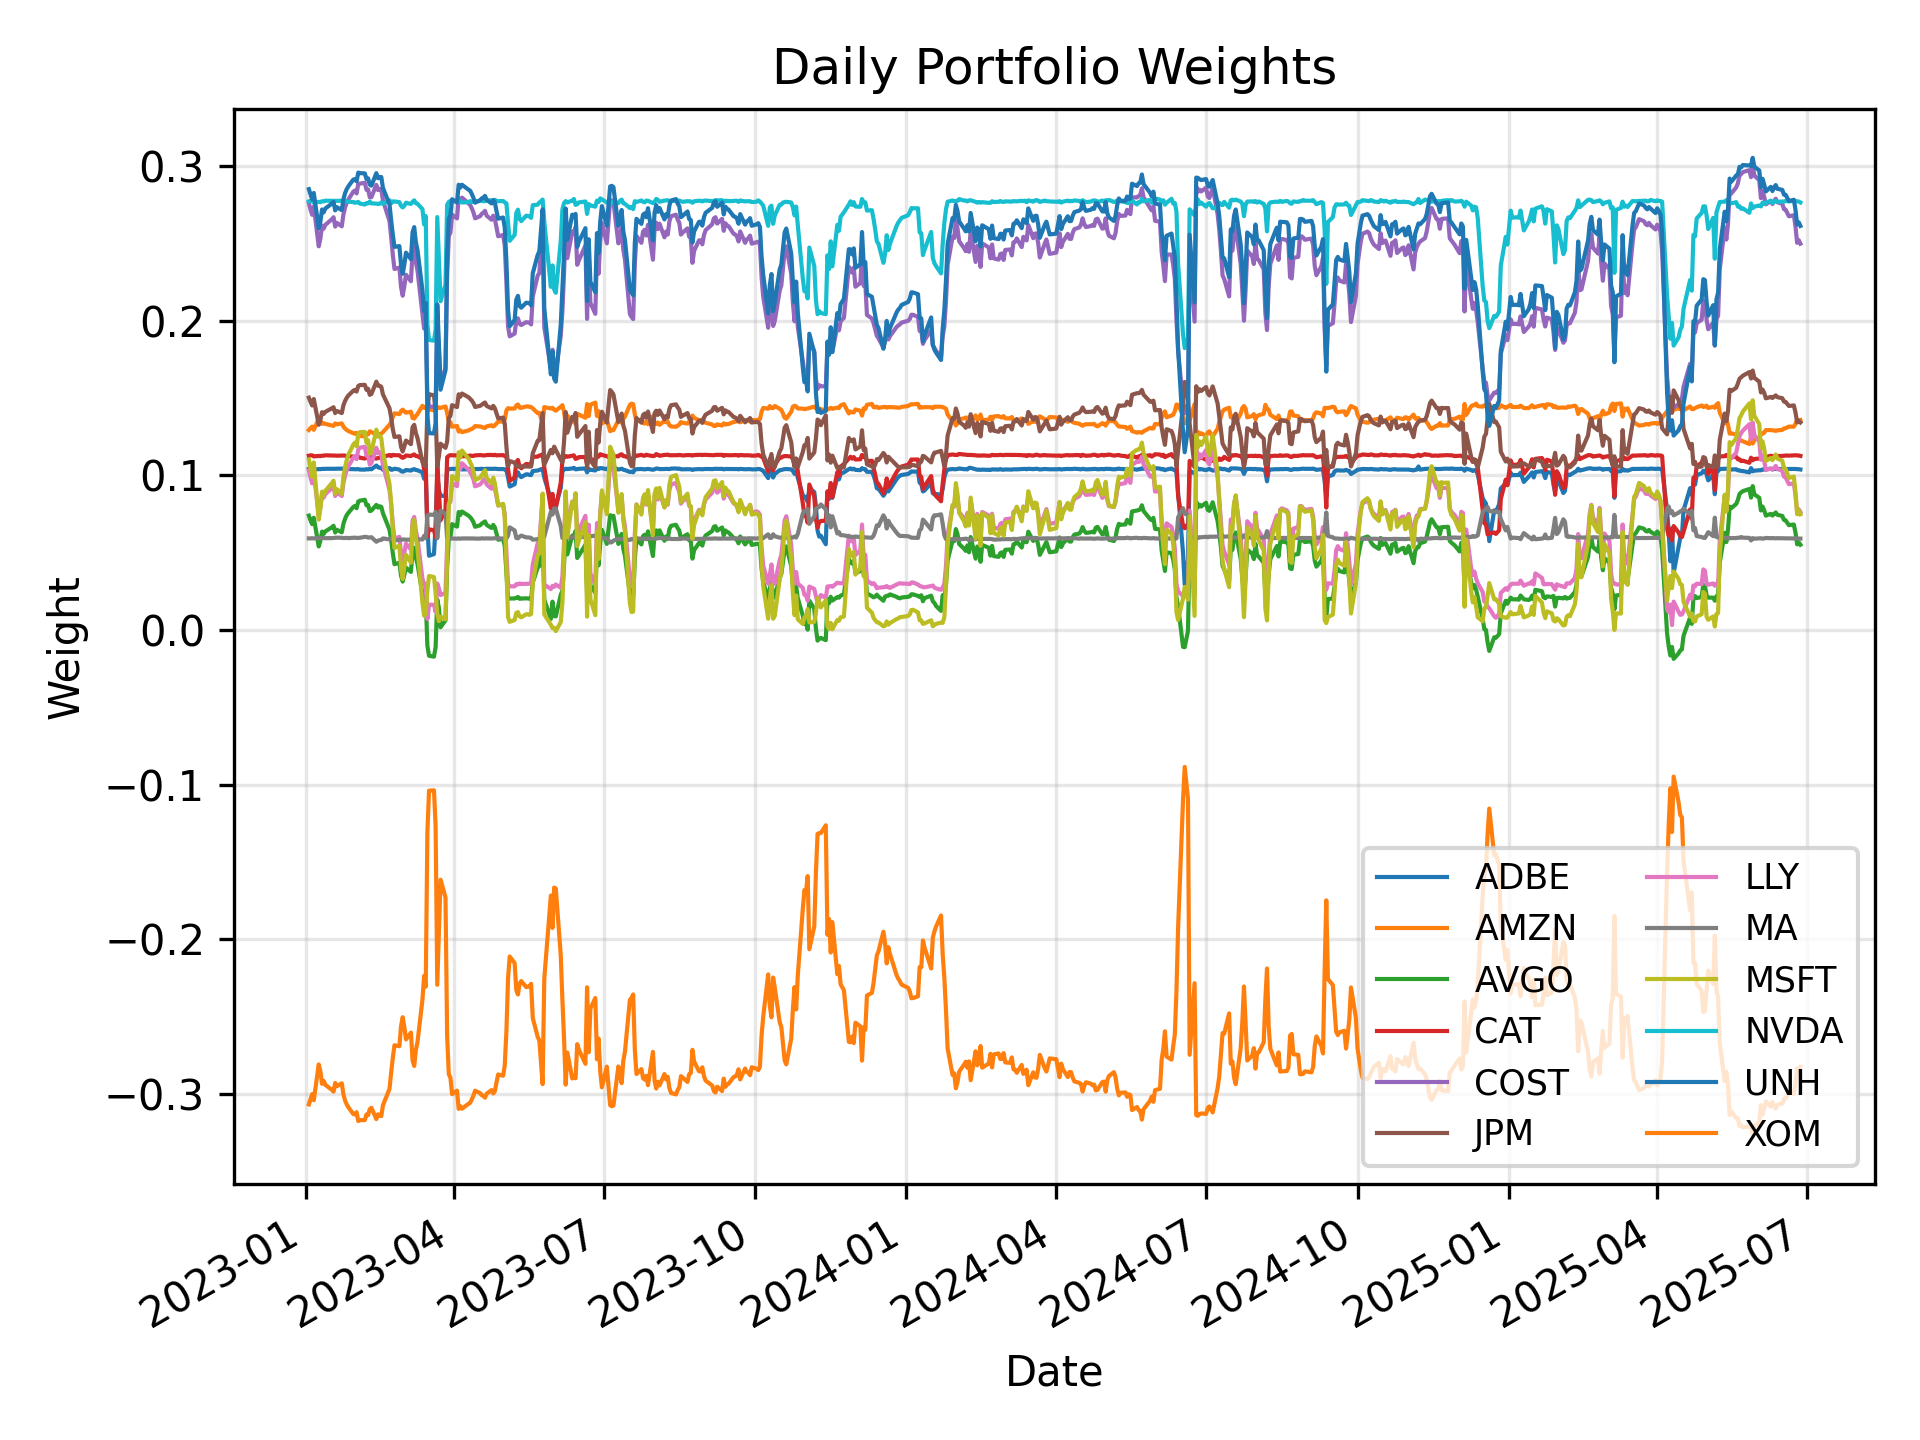 Daily Portfolio Weights
Weight
0.3
0.2
0.1
0.0
−0.1
−0.2
−0.3
ADBE
AMZN
AVGO
CAT
COST
JPM
LLY
MA
MSFT
NVDA
UNH
XOM
2023-01
2023-04
2023-07
2023-10
2024-01
2024-04
2024-07
2024-10
2025-01
2025-04
2025-07
Date